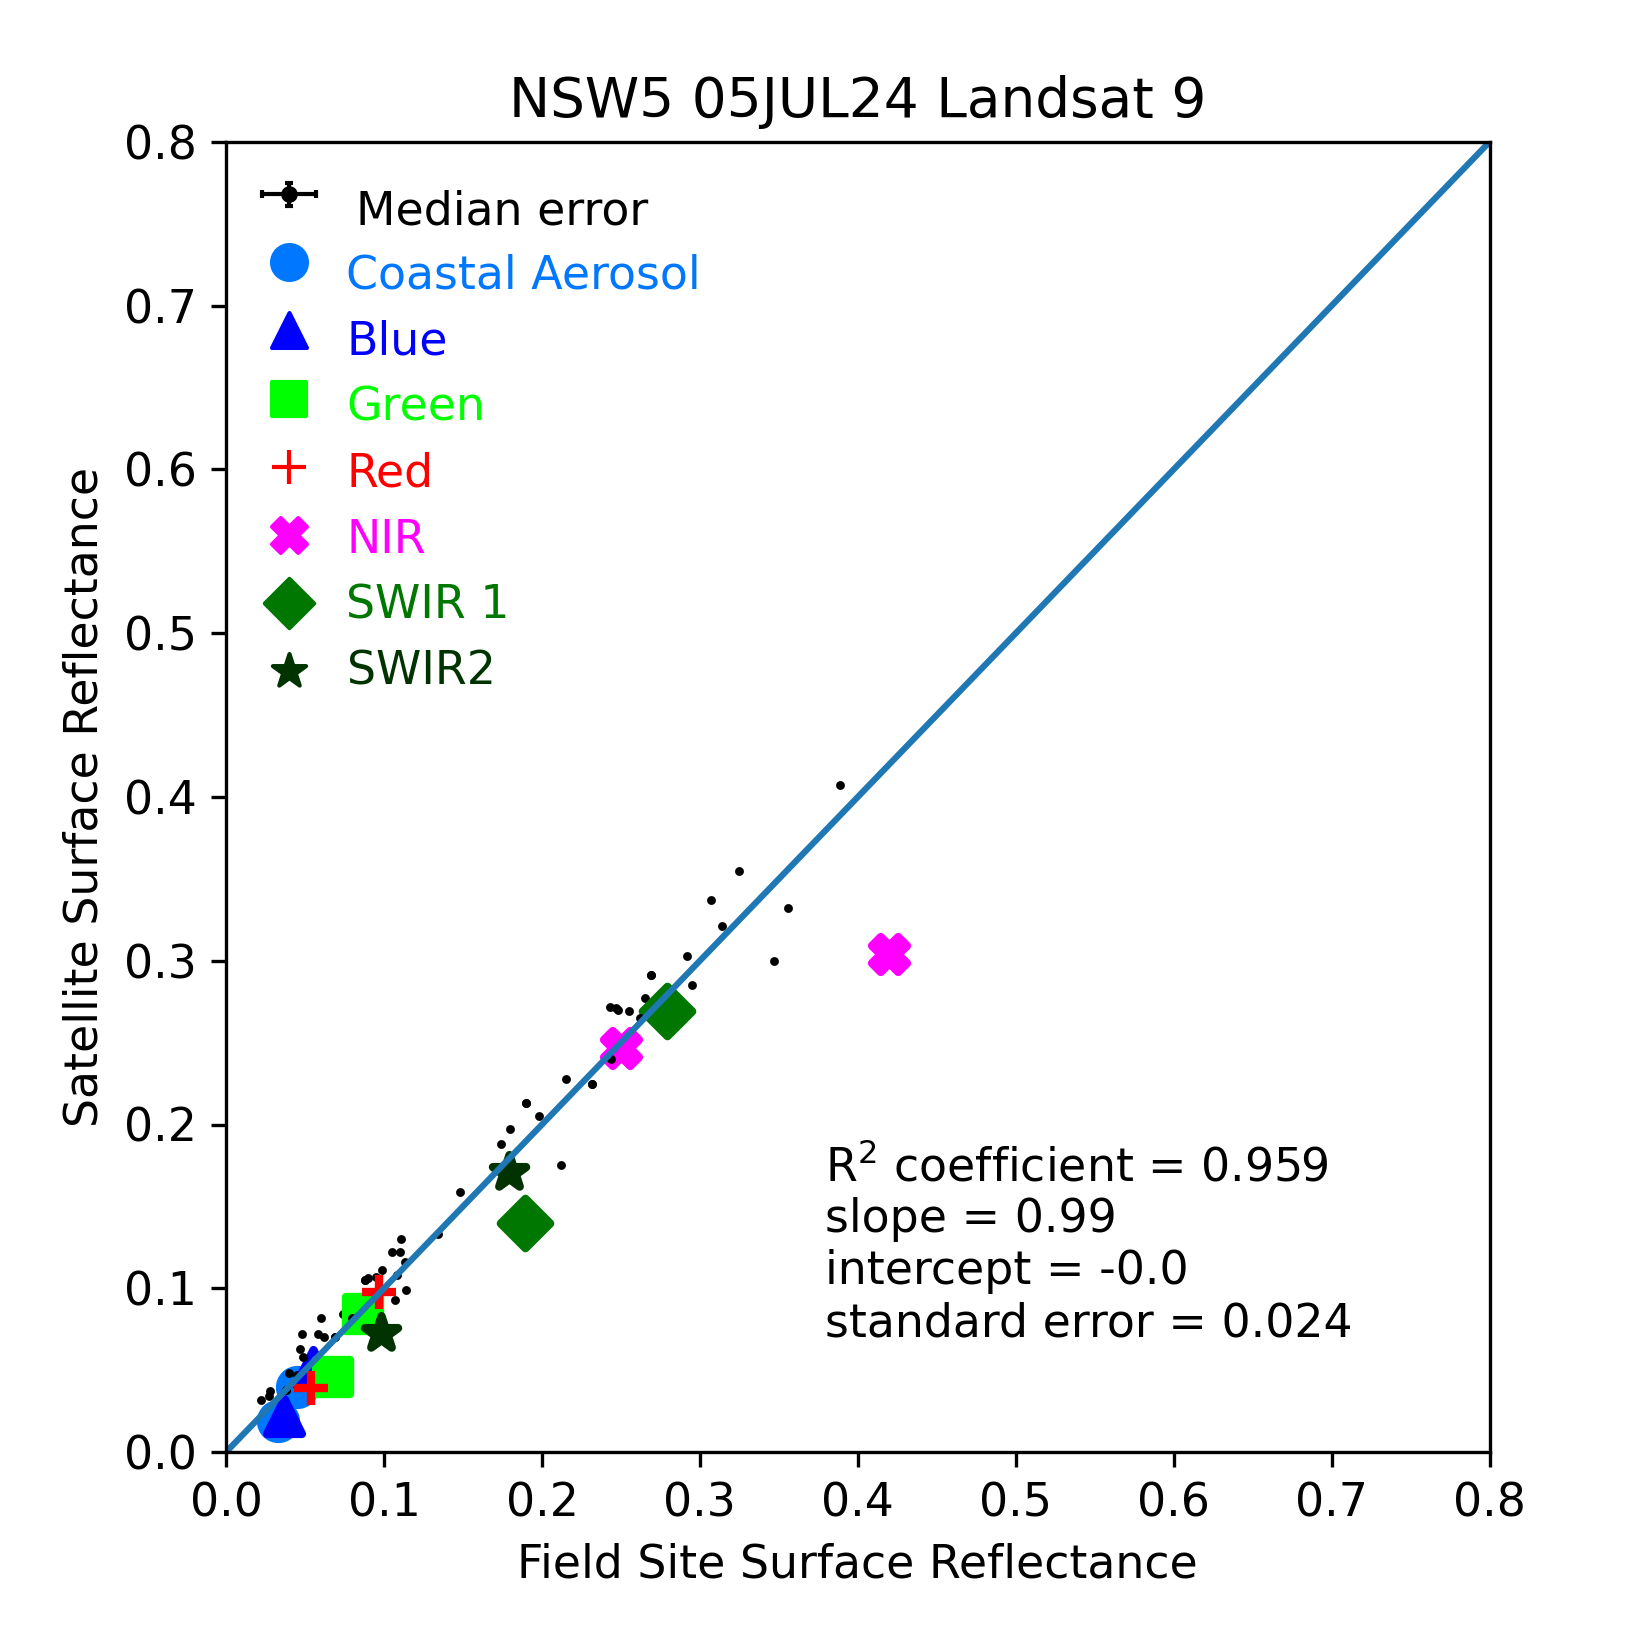 NSW5 05JUL24 Landsat 9
0.8
0.7
0.6
0.5
0.4
0.3
0.2
0.1
0.0
Satellite Surface Reflectance
Median error
Coastal Aerosol
Blue
Green
Red
NIR
SWIR 1
SWIR2
R² coefficient = 0.959
slope = 0.99
intercept = -0.0
standard error = 0.024
0.0 0.1 0.2 0.3 0.4 0.5 0.6 0.7 0.8
Field Site Surface Reflectance